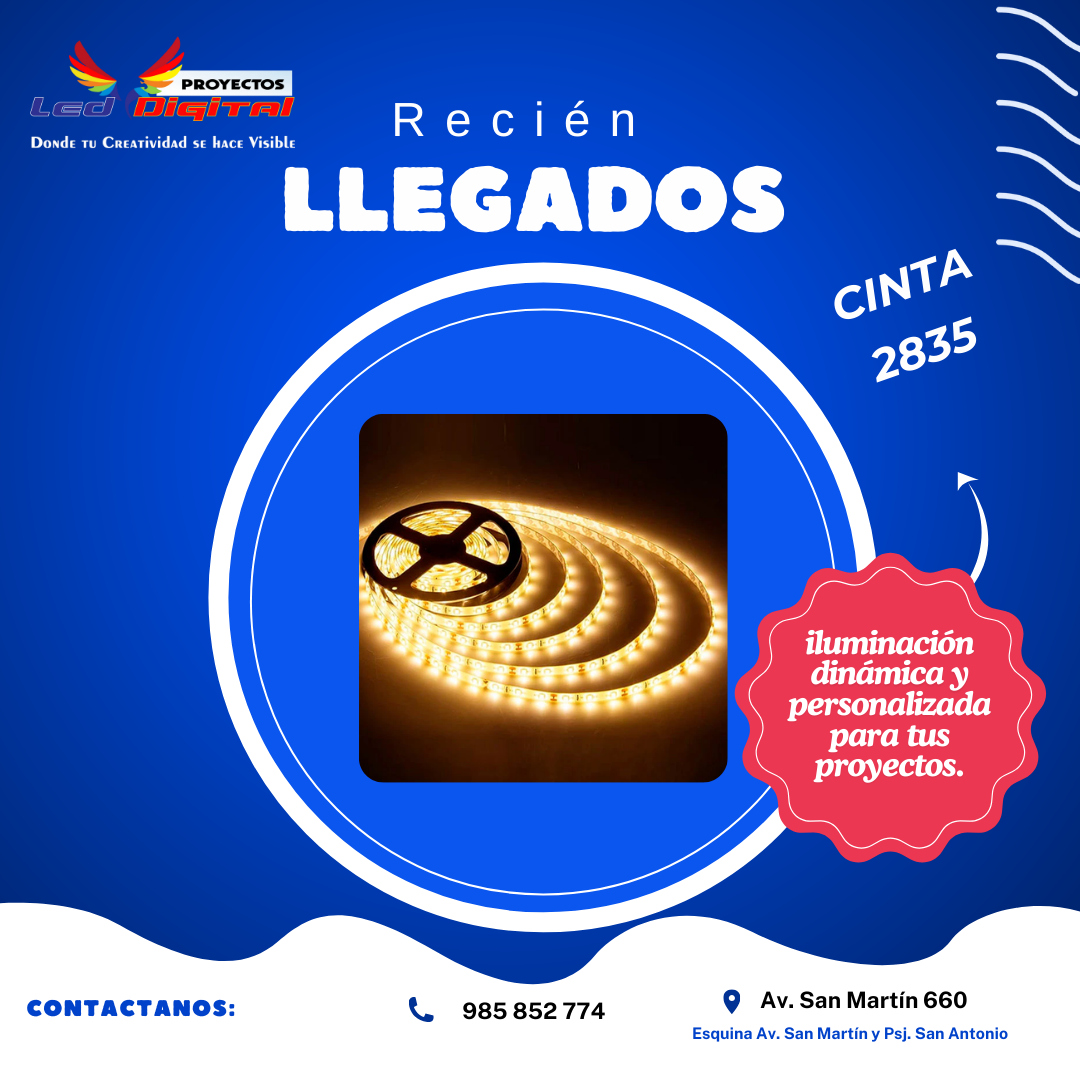 PROYECTOS
Led Digital
Donde tu Creatividad se hace Visible
Recién
LLEGADOS
CINTA
2835
iluminación
dinámica y
personalizada
para tus
proyectos.
CONTACTANOS:
985 852 774
Av. San Martín 660
Esquina Av. San Martín y Psj. San Antonio